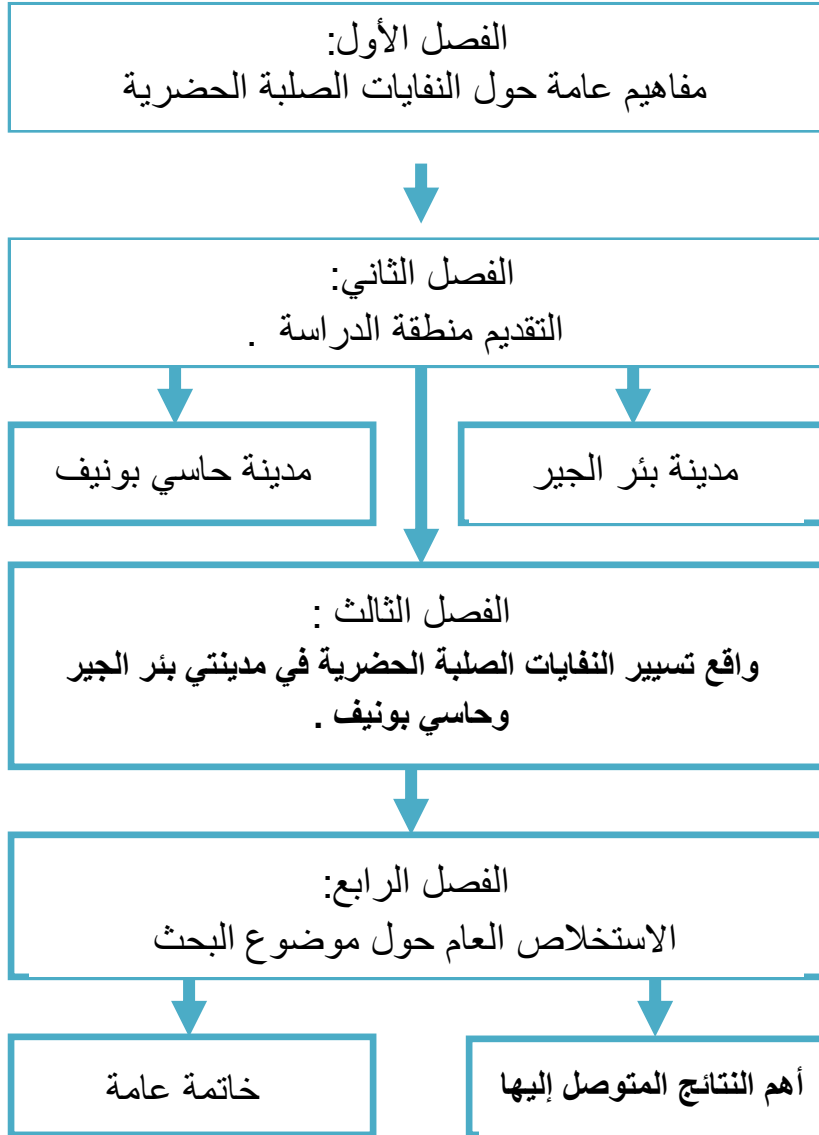 الفصل الأول:
مفاهيم عامة حول النفايات الصلبة الحضرية
الفصل الثاني:
التقديم منطقة الدراسة .
مدينة بئر الجير
مدينة حاسي بونيف
الفصل الثالث :
واقع تسيير النفايات الصلبة الحضرية في مدينتي بئر الجير
وحاسي بونيف .
الفصل الرابع:
الاستخلاص العام حول موضوع البحث
أهم النتائج المتوصل إليها
خاتمة عامة